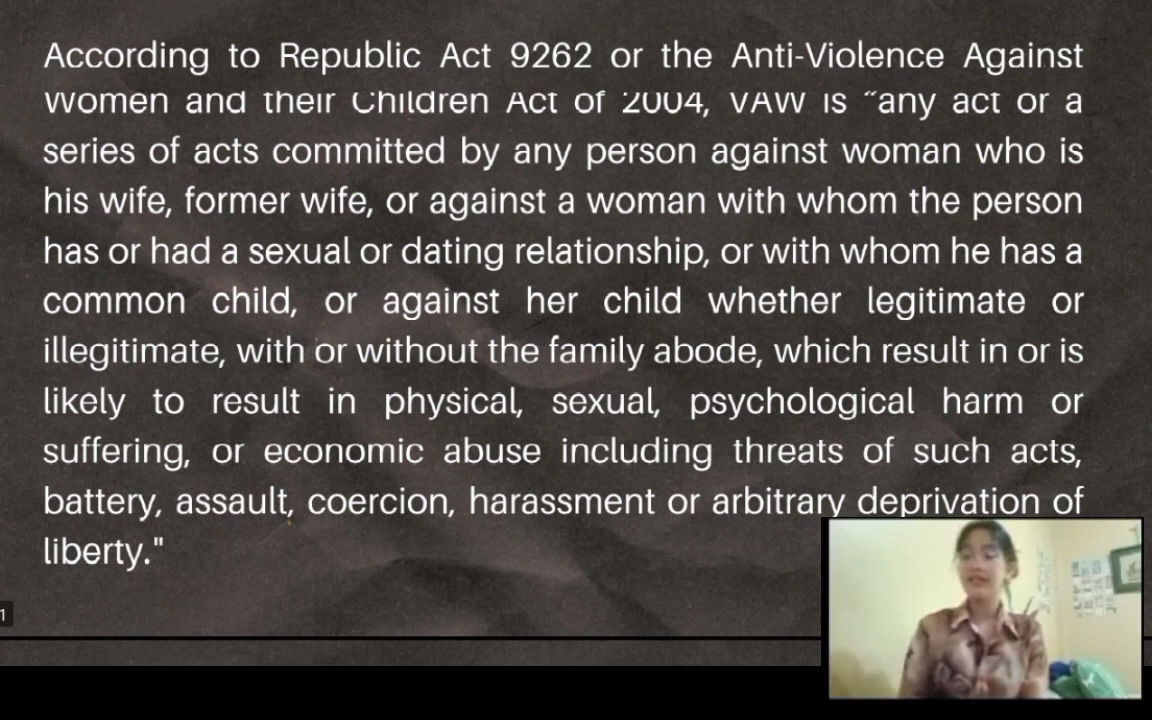 According to Republic Act 9262 or the Anti-Violence Against
Women and their Children Act of 2004, VAW is “any act or a
series of acts committed by any person against woman who is
his wife, former wife, or against a woman with whom the person
has or had a sexual or dating relationship, or with whom he has a
common child, or against her child whether legitimate or
illegitimate, with or without the family abode, which result in or is
likely to result in physical, sexual, psychological harm or
suffering, or economic abuse including threats of such acts,
battery, assault, coercion, harassment or arbitrary deprivation of
liberty."
1